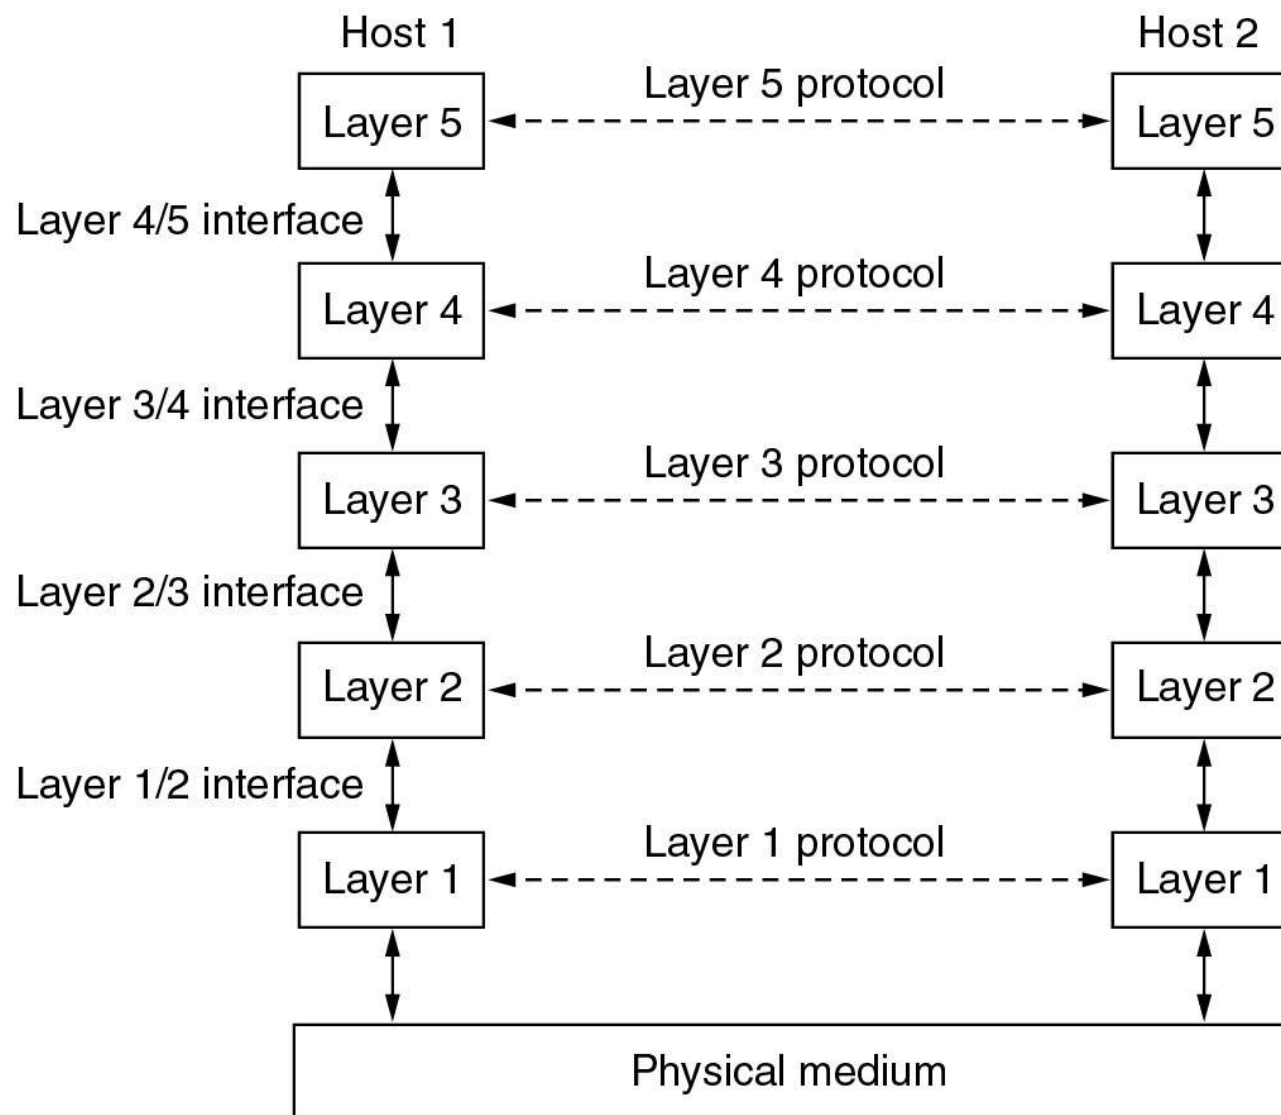 Host 1
Host 2
Layer 5 protocol
Layer 5
Layer 5
Layer 4/5 interface
Layer 4 protocol
Layer 4
Layer 4
Layer 3/4 interface
Layer 3 protocol
Layer 3
Layer 3
Layer 2/3 interface
Layer 2 protocol
Layer 2
Layer 2
Layer 1/2 interface
Layer 1 protocol
Layer 1
Layer 1
Physical medium